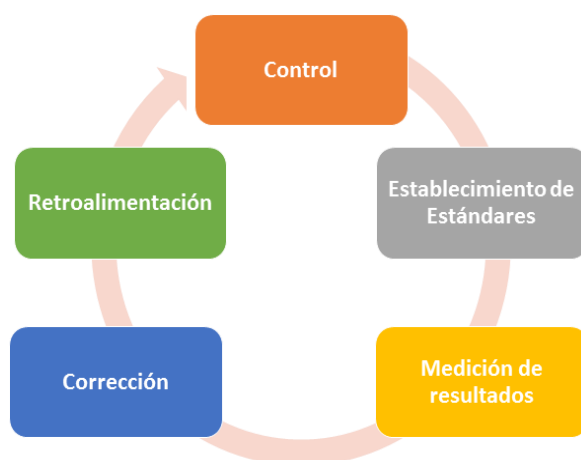 Control
Establecimiento de
Estándares
Medición de
resultados
Corrección
Retroalimentación